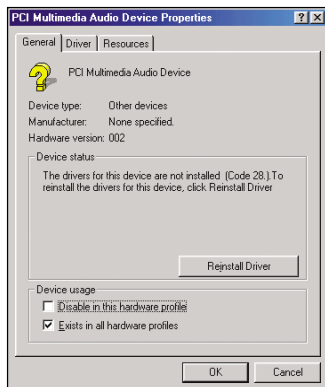 PCI Multimedia Audio Device Properties
General Driver Resources
PCI Multimedia Audio Device
Device type: Other devices
Manufacturer: None specified.
Hardware version: 002
Device status
The drivers for this device are not installed (Code 28.).To
reinstall the drivers for this device, click Reinstall Driver
Reinstall Driver
Device usage
Disable in this hardware profile
Exists in all hardware profiles
OK Cancel